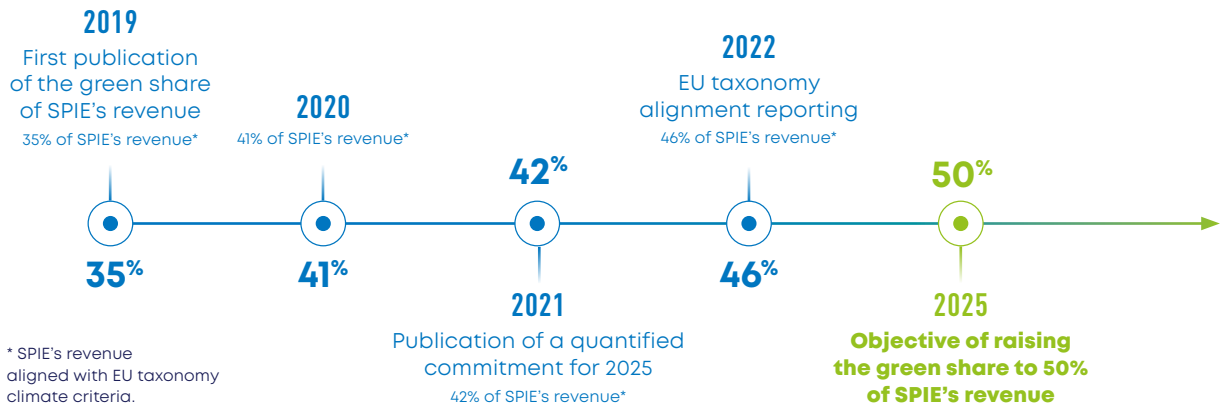 2019
First publication
of the green share
of SPIE’s revenue
35% of SPIE’s revenue*
35%
2020
41% of SPIE’s revenue*
41%
42%
2021
Publication of a quantified
commitment for 2025
42% of SPIE’s revenue*
2022
EU taxonomy
alignment reporting
46% of SPIE’s revenue*
46%
50%
2025
Objective of raising
the green share to 50%
of SPIE’s revenue
* SPIE’s revenue
aligned with EU taxonomy
climate criteria.